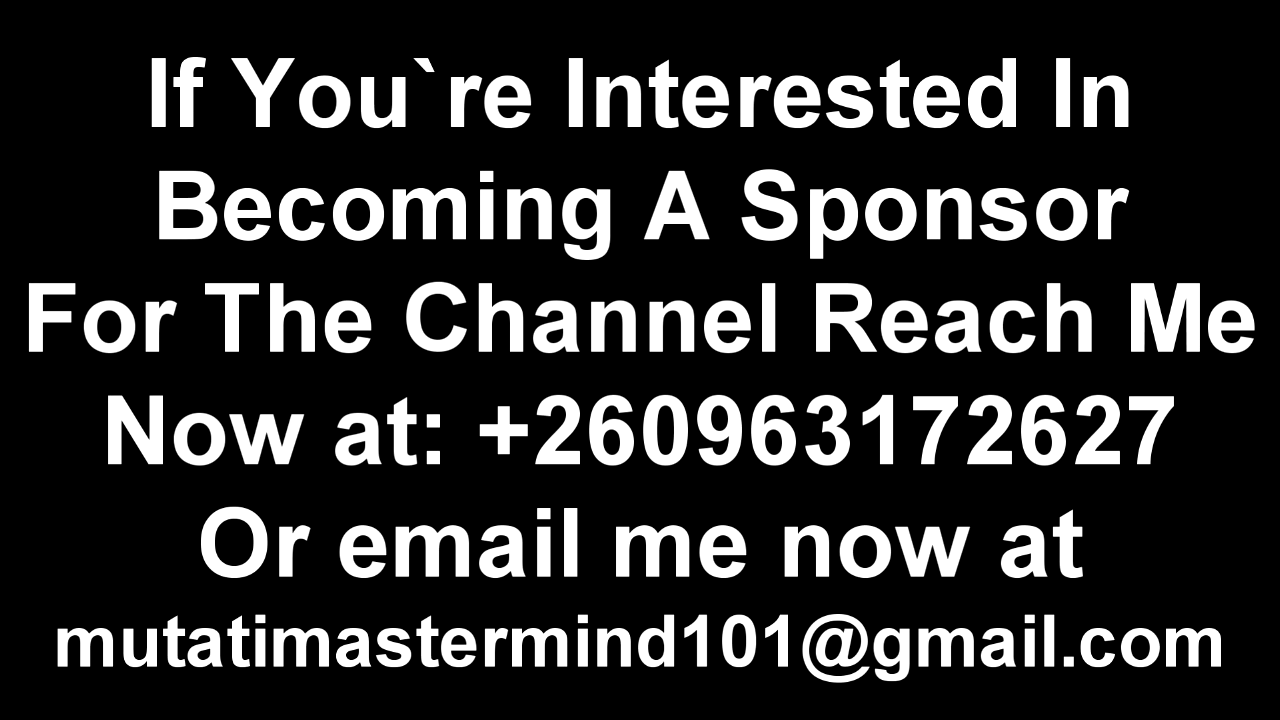 If You`re Interested In
Becoming A Sponsor
For The Channel Reach Me
Now at: +260963172627
Or email me now at
mutatimastermind101@gmail.com